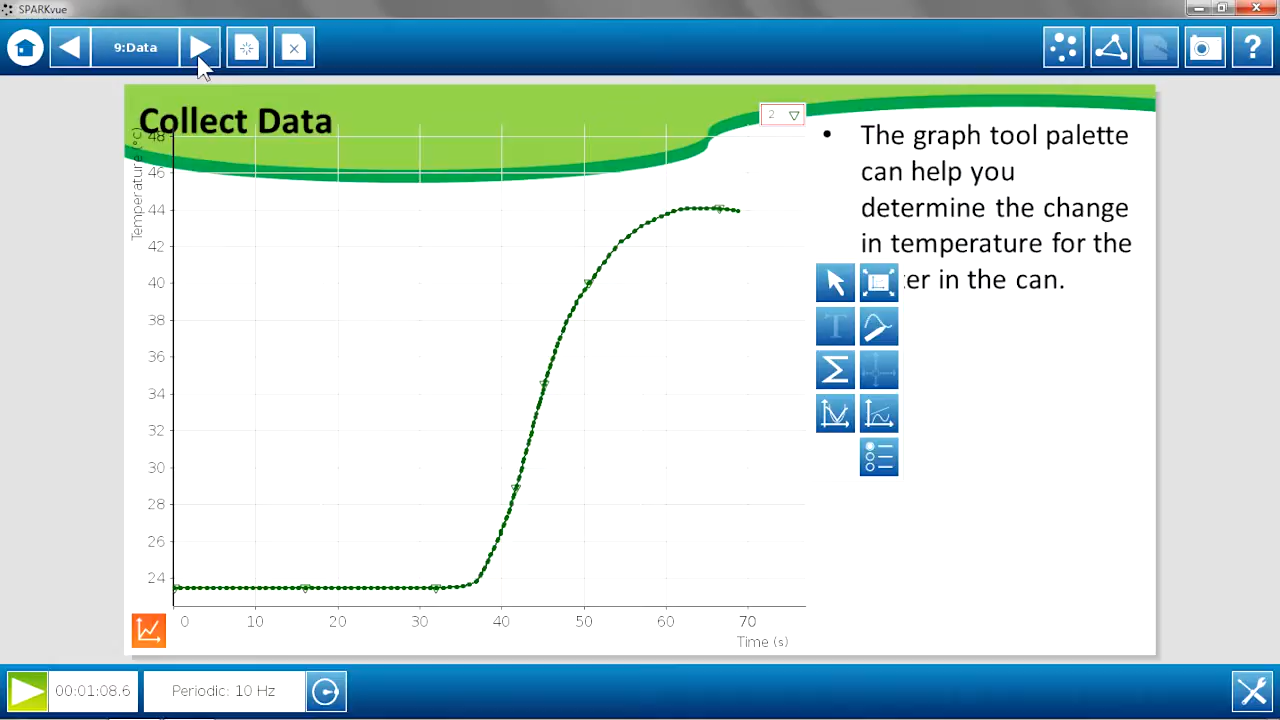 SPARKvue
9:Data
?
Collect Data
2
• The graph tool palette
can help you
determine the change
in temperature for the
ter in the can.
Temperature (°C)
48
46
44
42
40
38
36
34
32
30
28
26
24
0 10 20 30 40 50 60 70
Time (s)
T
Σ
00:01:08.6
Periodic: 10 Hz